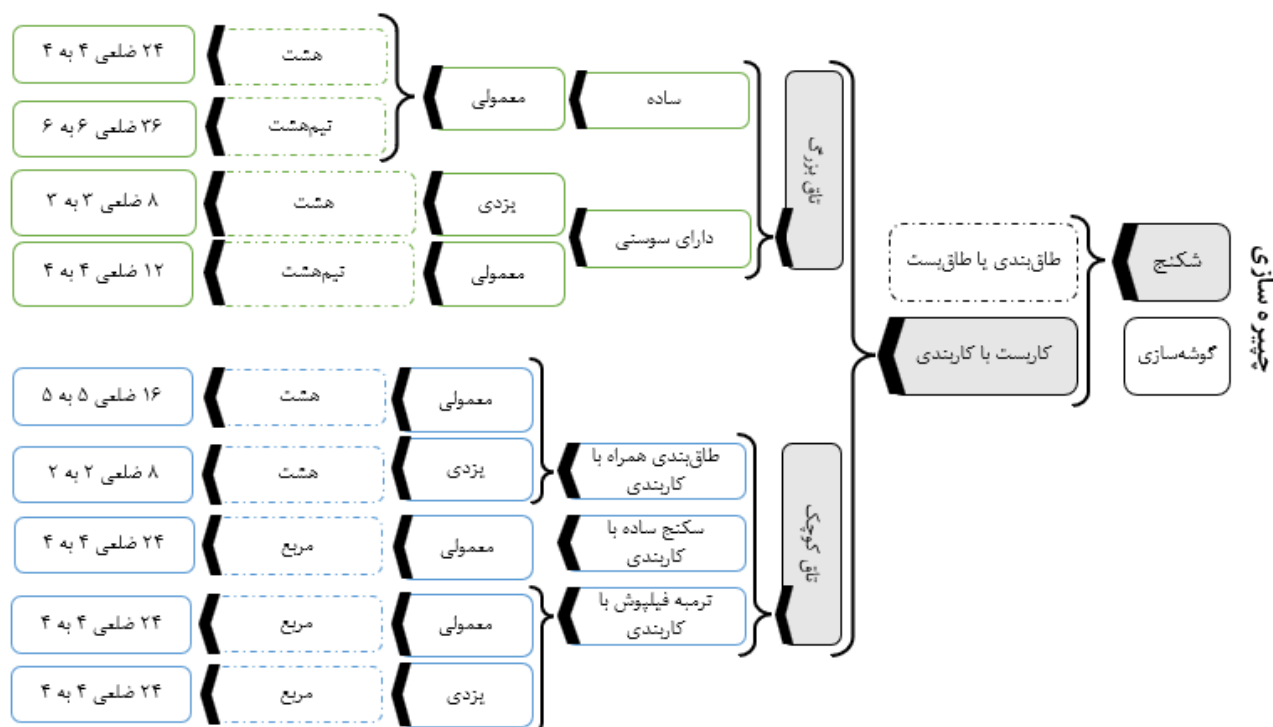 چپیره سازی
شکنج
گوشه‌سازی
طاق‌بندی یا طاق‌بست
کاربست با کاربندی
تاق بزرگ
ساده
معمولی
هشت
۲۴ ضلعی ۴ به ۴
تیم‌هشت
۳۶ ضلعی ۶ به ۶
دارای سوسنی
یزدی
هشت
۸ ضلعی ۳ به ۳
معمولی
تیم‌هشت
۱۲ ضلعی ۴ به ۴
تاق کوچک
طاق‌بندی همراه با
کاربندی
معمولی
هشت
۱۶ ضلعی ۵ به ۵
یزدی
هشت
۸ ضلعی ۲ به ۲
سکنج ساده با
کاربندی
معمولی
مربع
۲۴ ضلعی ۴ به ۴
ترمبه فیلپوش با
کاربندی
معمولی
مربع
۲۴ ضلعی ۴ به ۴
یزدی
مربع
۲۴ ضلعی ۴ به ۴